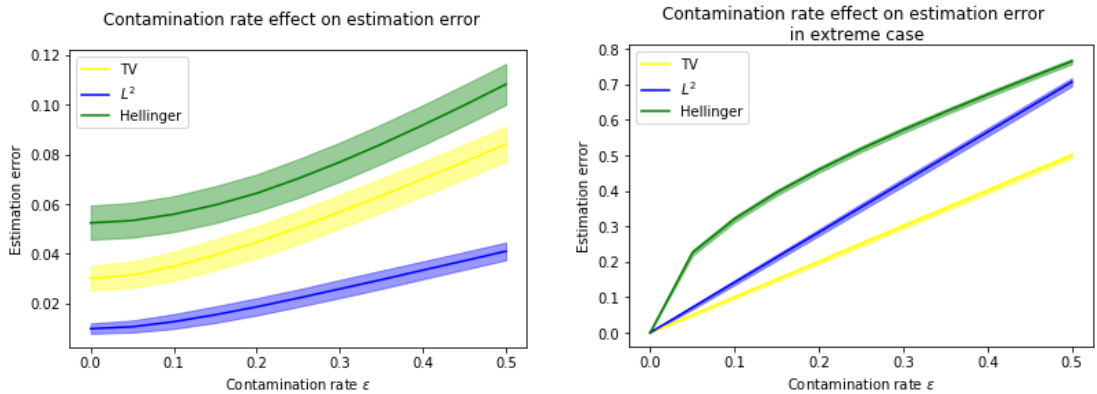 Contamination rate effect on estimation error
0.12
0.10
0.08
0.06
0.04
0.02
Estimation error
TV
L²
Hellinger
0.0 0.1 0.2 0.3 0.4 0.5
Contamination rate ε
Contamination rate effect on estimation error
in extreme case
0.8
0.7
0.6
0.5
0.4
0.3
0.2
0.1
0.0
Estimation error
TV
L²
Hellinger
0.0 0.1 0.2 0.3 0.4 0.5
Contamination rate ε